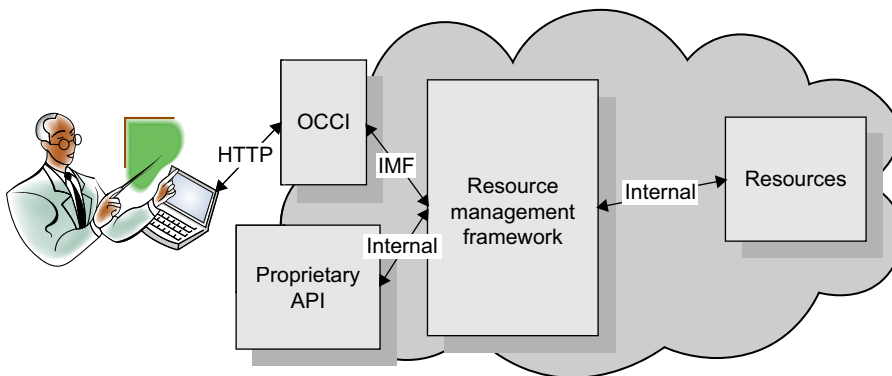 HTTP
OCCI
IMF
Internal
Proprietary
API
Resource
management
framework
Internal
Resources